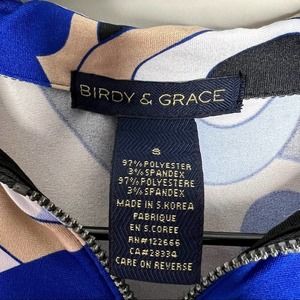 BIRDY & GRACE
S
97% POLYESTER
3% SPANDEX
97% POLYESTERE
3% SPANDEX
MADE IN S.KOREA
FABRIQUE
EN S.COREE
RN#122666
CA#28334
CARE ON REVERSE